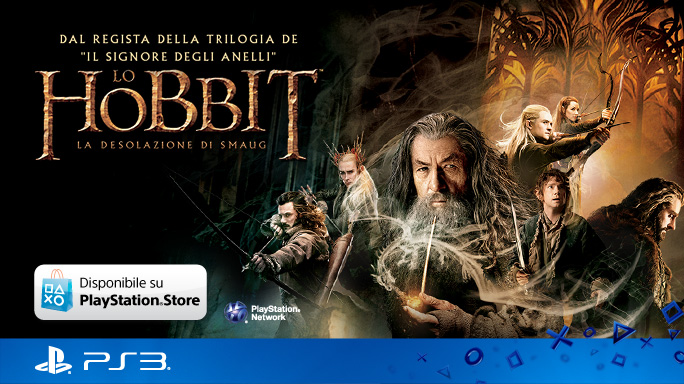 DAL REGISTA DELLA TRILOGIA DE
"IL SIGNORE DEGLI ANELLI"
LO
HOBBIT
LA DESOLAZIONE DI SMAUG
Disponibile su
PlayStation®Store
PlayStation®
Network
PS3™